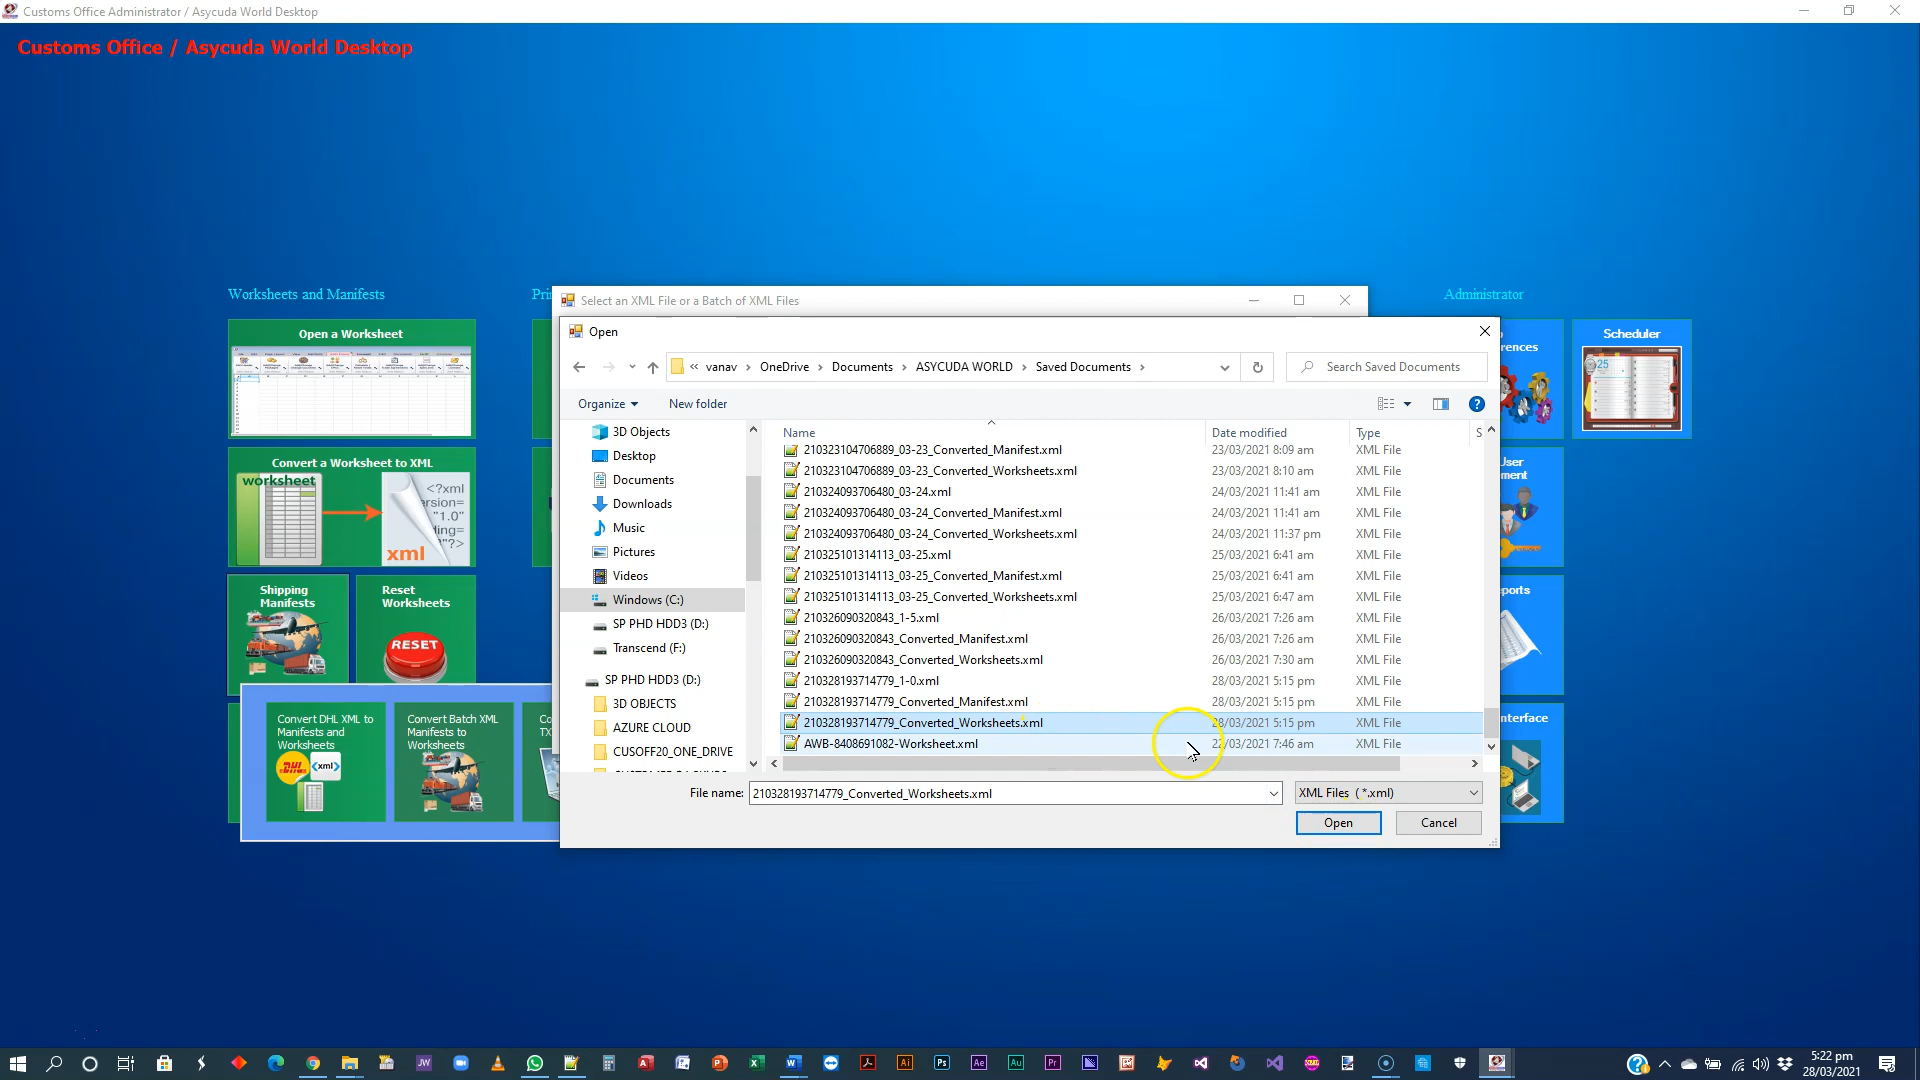 Customs Office Administrator / Asycuda World Desktop
Customs Office / Asycuda World Desktop
Worksheets and Manifests
Administrator
Open a Worksheet
Convert a Worksheet to XML
worksheet
<?xml
"1.0"
"?>
xml
Shipping
Manifests
Reset
Worksheets
RESET
Convert DHL XML to
Manifests and
Worksheets
DHL
<xml>
Convert Batch XML
Manifests to
Worksheets
Scheduler
25
Select an XML File or a Batch of XML Files
Open
« vanav › OneDrive › Documents › ASYCUDA WORLD › Saved Documents ›
Search Saved Documents
Organize
New folder
3D Objects
Desktop
Documents
Downloads
Music
Pictures
Videos
Windows (C:)
SP PHD HDD3 (D:)
Transcend (F:)
SP PHD HDD3 (D:)
3D OBJECTS
AZURE CLOUD
CUSOFF20_ONE_DRIVE
Name Date modified Type S
210323104706889_03-23_Converted_Manifest.xml 23/03/2021 8:09 am XML File
210323104706889_03-23_Converted_Worksheets.xml 23/03/2021 8:10 am XML File
210324093706480_03-24.xml 24/03/2021 11:41 am XML File
210324093706480_03-24_Converted_Manifest.xml 24/03/2021 11:41 am XML File
210324093706480_03-24_Converted_Worksheets.xml 24/03/2021 11:37 pm XML File
210325101314113_03-25.xml 25/03/2021 6:41 am XML File
210325101314113_03-25_Converted_Manifest.xml 25/03/2021 6:41 am XML File
210325101314113_03-25_Converted_Worksheets.xml 25/03/2021 6:47 am XML File
210326090320843_1-5.xml 26/03/2021 7:26 am XML File
210326090320843_Converted_Manifest.xml 26/03/2021 7:26 am XML File
210326090320843_Converted_Worksheets.xml 26/03/2021 7:30 am XML File
210328193714779_1-0.xml 28/03/2021 5:15 pm XML File
210328193714779_Converted_Manifest.xml 28/03/2021 5:15 pm XML File
210328193714779_Converted_Worksheets.xml 28/03/2021 5:15 pm XML File
AWB-8408691082-Worksheet.xml 22/03/2021 7:46 am XML File
File name: 210328193714779_Converted_Worksheets.xml
XML Files (*.xml)
Open
Cancel
5:22 pm
28/03/2021